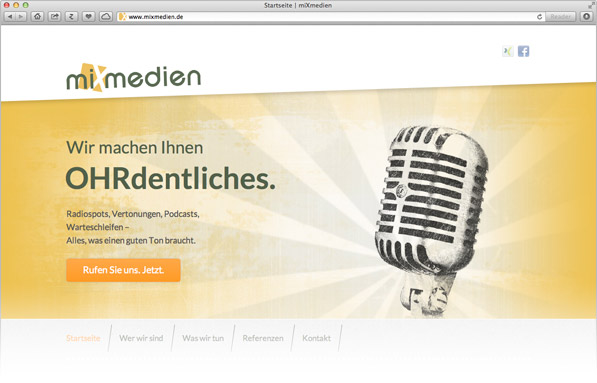 Startseite | miXmedien
www.mixmedien.de
Reader
mixmedien
Wir machen Ihnen
OHRdentliches.
Radiospots, Vertonungen, Podcasts,
Warteschleifen –
Alles, was einen guten Ton braucht.
Rufen Sie uns. Jetzt.
Startseite
Wer wir sind
Was wir tun
Referenzen
Kontakt